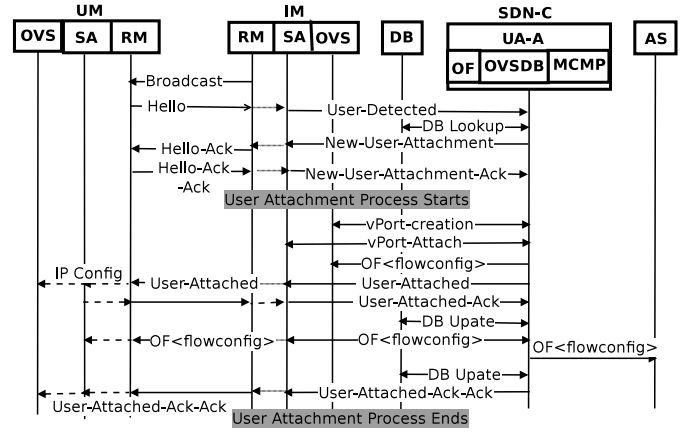 UM IM SDN-C
OVS SA RM RM SA OVS DB UA-A AS
OF OVSDB MCMP
Broadcast
Hello
User-Detected
DB Lookup
New-User-Attachment
Hello-Ack
Hello-Ack
-Ack
New-User-Attachment-Ack
User Attachment Process Starts
vPort-creation
vPort-Attach
OF<flowconfig>
IP Config
User-Attached User-Attached
User-Attached-Ack
DB Upate
OF<flowconfig> OF<flowconfig> OF<flowconfig>
DB Upate
User-Attached-Ack-Ack
User-Attached-Ack-Ack
User Attachment Process Ends